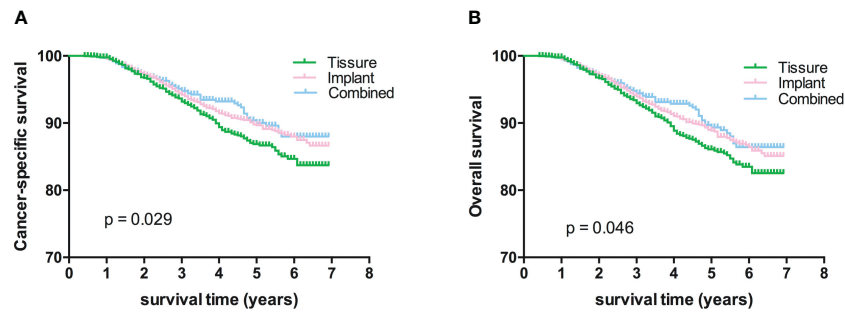 A
Cancer-specific survival
100
90
80
70
0 1 2 3 4 5 6 7 8
survival time (years)
Tissure
Implant
Combined
p = 0.029
B
Overall survival
100
90
80
70
0 1 2 3 4 5 6 7 8
survival time (years)
Tissure
Implant
Combined
p = 0.046